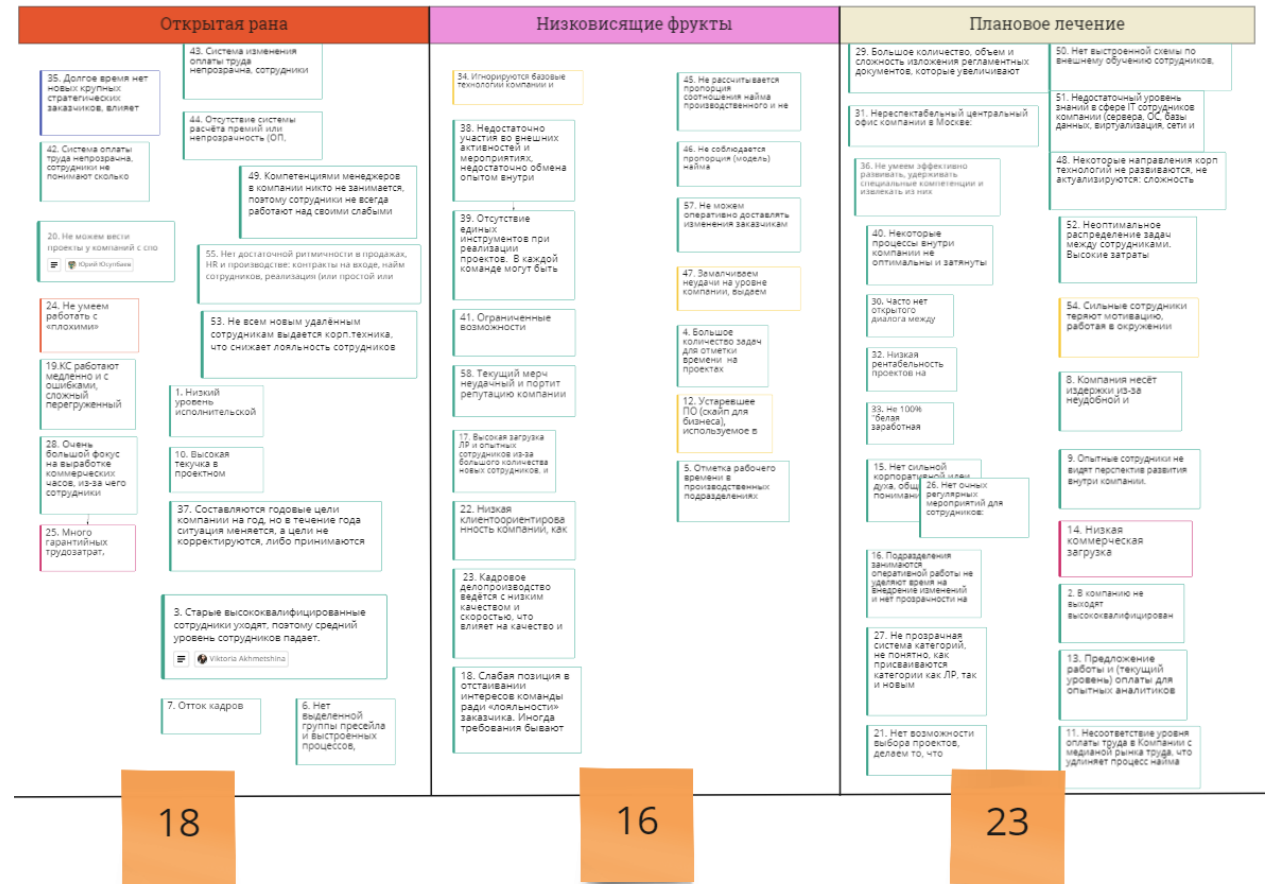 Открытая рана
Низковисящие фрукты
Плановое лечение
35. Долгое время нет
новых крупных
стратегических
заказчиков, влияет
42. Система оплаты
труда непрозрачна,
сотрудники не
понимают сколько
20. Не можем вести
проекты у компаний с спо
Юрий Юсупбаев
24. Не умеем
работать с
«плохими»
19.КС работают
медленно и с
ошибками,
сложный
перегруженный
28. Очень
большой фокус
на выработке
коммерческих
часов, из-за чего
сотрудники
25. Много
гарантийных
трудозатрат,
43. Система изменения
оплаты труда
непрозрачна, сотрудники
44. Отсутствие системы
расчёта премий или
непрозрачность (ОП,
49. Компетенциями менеджеров
в компании никто не занимается,
поэтому сотрудники не всегда
работают над своими слабыми
55. Нет достаточной ритмичности в продажах,
HR и производстве: контракты на входе, найм
сотрудников, реализация (или простой или
53. Не всем новым удалённым
сотрудникам выдается корп.техника,
что снижает лояльность сотрудников
1. Низкий
уровень
исполнительской
10. Высокая
текучка в
проектном
37. Составляются годовые цели
компании на год, но в течение года
ситуация меняется, а цели не
корректируются, либо принимаются
3. Старые высококвалифицированные
сотрудники уходят, поэтому средний
уровень сотрудников падает.
Viktoria Akhmetshina
7. Отток кадров
6. Нет
выделенной
группы пресейла
и выстроенных
процессов,
34. Игнорируются базовые
технологии компании и
38. Недостаточно
участия во внешних
активностей и
мероприятиях,
недостаточно обмена
опытом внутри
39. Отсутствие
единых
инструментов при
реализации
проектов. В каждой
команде могут быть
41. Ограниченные
возможности
58. Текущий мерч
неудачный и портит
репутацию компании
17. Высокая загрузка
ЛР и опытных
сотрудников из-за
большого количества
новых сотрудников, и
22. Низкая
клиентоориентирова
нность компании, как
23. Кадровое
делопроизводство
ведётся с низким
качеством и
скоростью, что
влияет на качество и
18. Слабая позиция в
отстаивании
интересов команды
ради «лояльности»
заказчика. Иногда
требования бывают
45. Не рассчитывается
пропорция
соотношения найма
производственного и не
46. Не соблюдается
пропорция (модель)
найма
57. Не можем
оперативно доставлять
изменения заказчикам
47. Замалчиваем
неудачи на уровне
компании, выдаем
4. Большое
количество задач
для отметки
времени на
проектах
12. Устаревшее
ПО (скайп для
бизнеса),
используемое в
5. Отметка рабочего
времени в
производственных
подразделениях
29. Большое количество, объем и
сложность изложения регламентных
документов, которые увеличивают
31. Нереспектабельный центральный
офис компании в Москве:
36. Не умеем эффективно
развивать, удерживать
специальные компетенции и
извлекать из них
40. Некоторые
процессы внутри
компании не
оптимальны и затянуты
30. Часто нет
открытого
диалога между
32. Низкая
рентабельность
проектов на
33. Не 100%
"белая
заработная
15. Нет сильной
корпоративной идеи
духа, общ
понимани
26. Нет очных
регулярных
мероприятий для
сотрудников:
16. Подразделения
занимаются
оперативной работы не
уделяют время на
внедрение изменений
и нет прозрачности на
27. Не прозрачная
система категорий,
не понятно, как
присваиваются
категории как ЛР, так
и новым
21. Нет возможности
выбора проектов,
делаем то, что
50. Нет выстроенной схемы по
внешнему обучению сотрудников,
51. Недостаточный уровень
знаний в сфере IT сотрудников
компании (сервера, ОС, базы
данных, виртуализация, сети и
48. Некоторые направления корп
технологий не развиваются, не
актуализируются: сложность
52. Неоптимальное
распределение задач
между сотрудниками.
Высокие затраты
54. Сильные сотрудники
теряют мотивацию,
работая в окружении
8. Компания несёт
издержки из-за
неудобной и
9. Опытные сотрудники не
видят перспектив развития
внутри компании.
14. Низкая
коммерческая
загрузка
2. В компанию не
выходят
высококвалифицирован
13. Предложение
работы и (текущий
уровень) оплаты для
опытных аналитиков
11. Несоответствие уровня
оплаты труда в Компании с
медианой рынка труда, что
удлиняет процесс найма
18
16
23